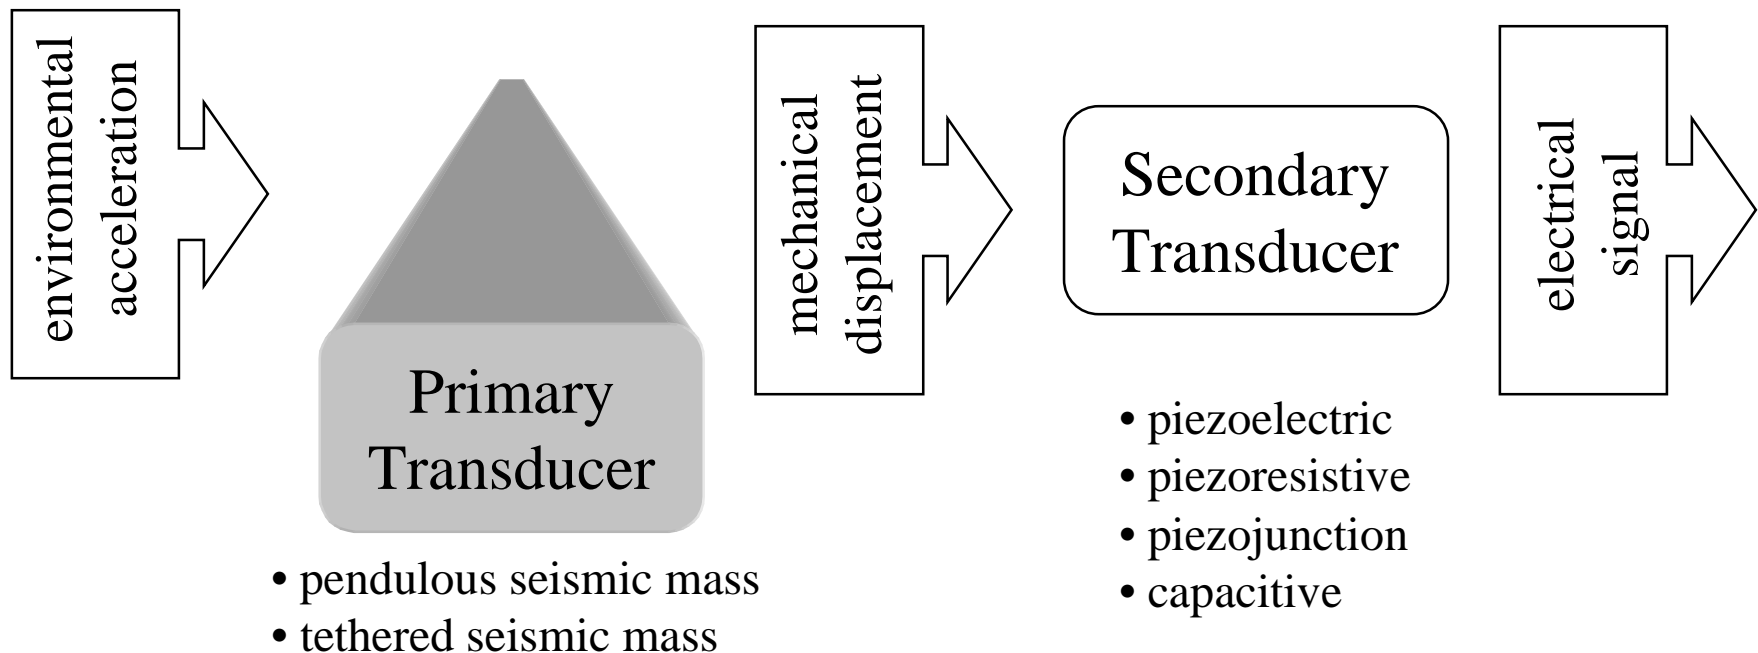 environmental
acceleration
Primary
Transducer
• pendulous seismic mass
• tethered seismic mass
mechanical
displacement
Secondary
Transducer
• piezoelectric
• piezoresistive
• piezojunction
• capacitive
electrical
signal